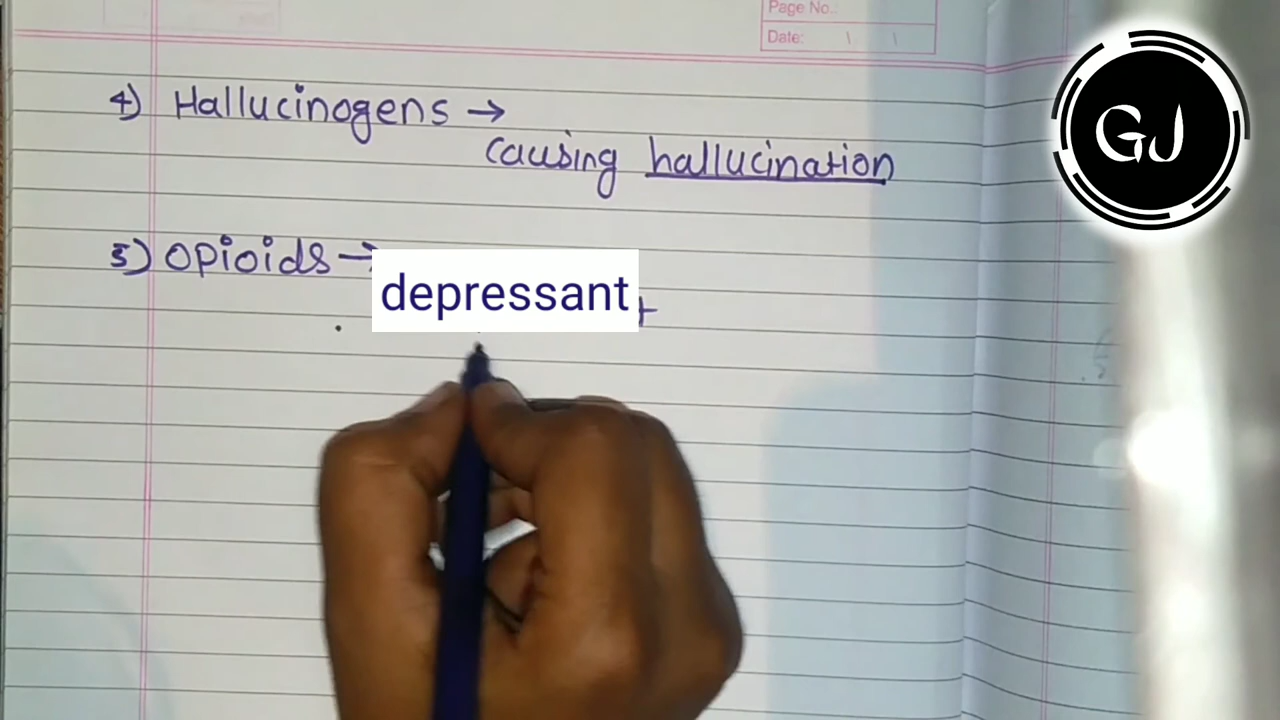 Page No.:
Date:
GJ
4) Hallucinogens →
causing hallucination
5) Opioids →
depressant